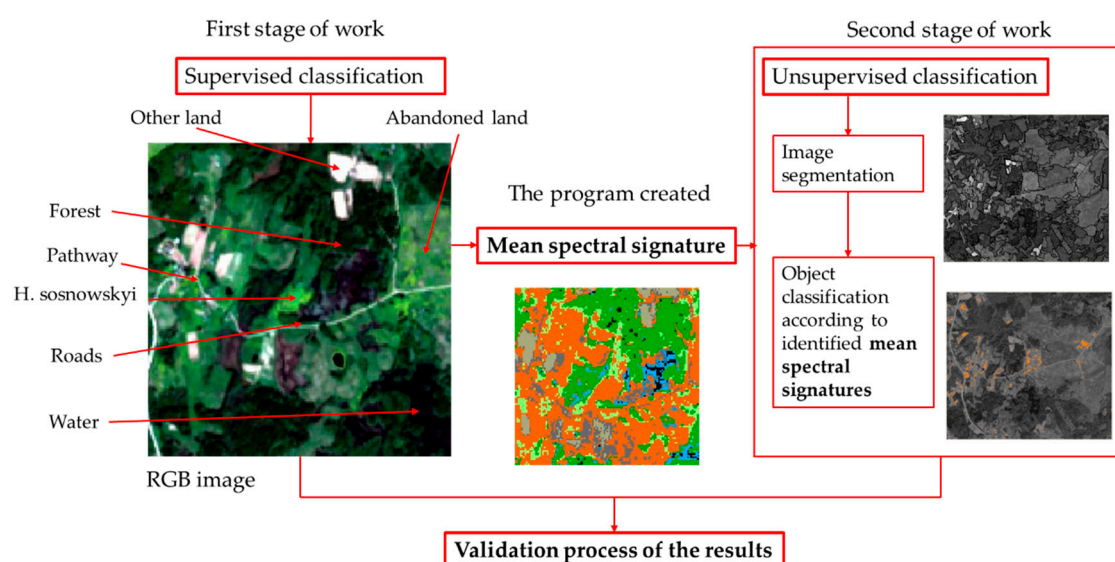 First stage of work
Supervised classification
Other land
Abandoned land
Forest
Pathway
H. sosnowskyi
Roads
Water
RGB image
The program created
Mean spectral signature
Second stage of work
Unsupervised classification
Image
segmentation
Object
classification
according to
identified mean
spectral
signatures
Validation process of the results